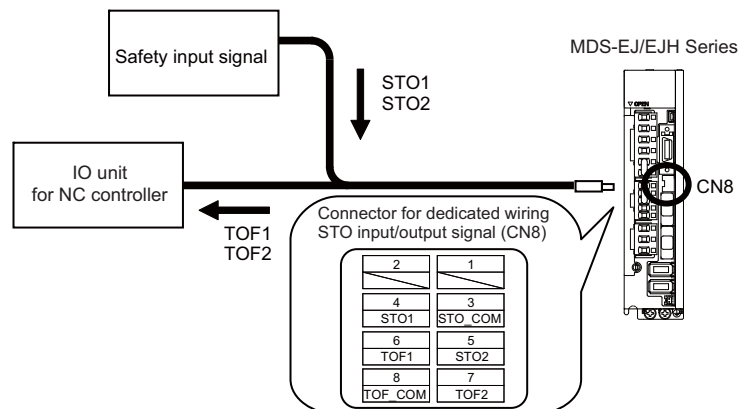 MDS-EJ/EJH Series
Safety input signal
STO1
STO2
▽ OPEN
IO unit
for NC controller
TOF1
TOF2
CN8
Connector for dedicated wiring
STO input/output signal (CN8)
2 1
4 3
STO1 STO_COM
6 5
TOF1 STO2
8 7
TOF_COM TOF2